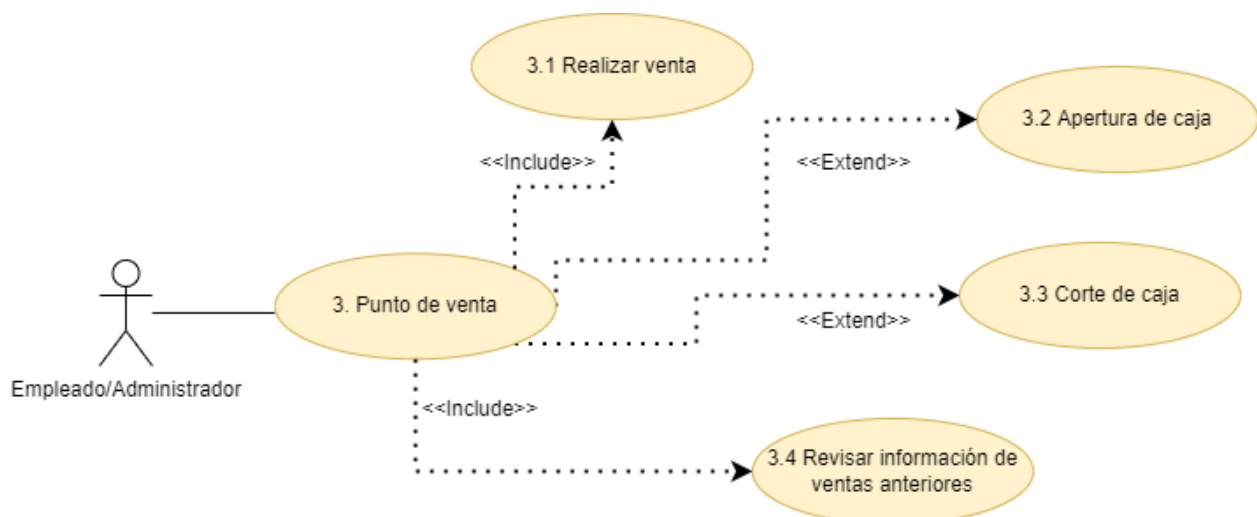 3.1 Realizar venta
3.2 Apertura de caja
<<Include>>
<<Extend>>
3. Punto de venta
3.3 Corte de caja
<<Extend>>
Empleado/Administrador
<<Include>>
3.4 Revisar información de
ventas anteriores